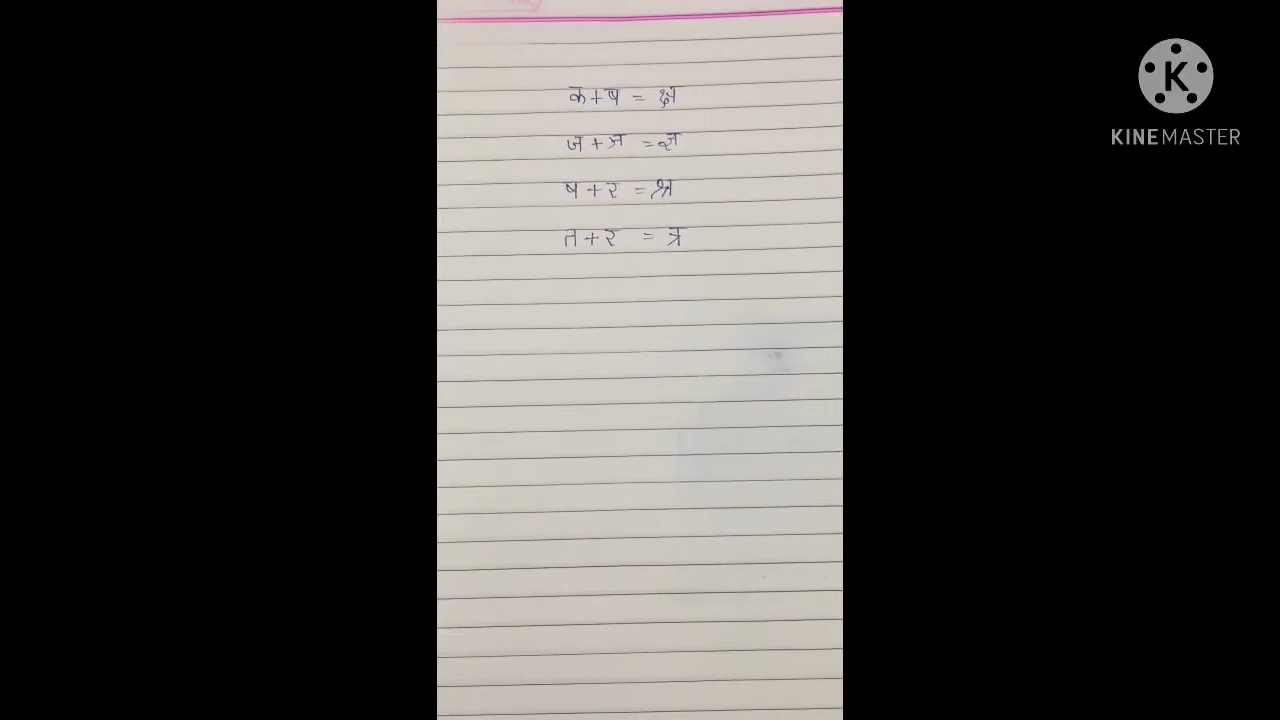 क + ष = क्ष
ज + ञ = ज्ञ
ष + र = श्र
त + र = त्र
K
KINEMASTER